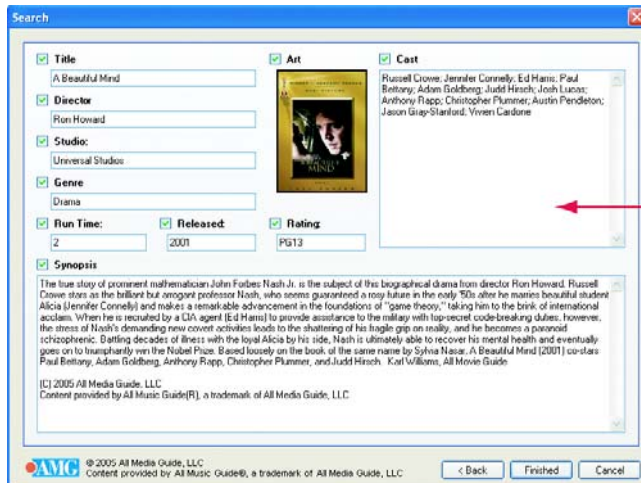 Search
Title
A Beautiful Mind
Director
Ron Howard
Studio:
Universal Studios
Genre
Drama
Run Time:
2
Released:
2001
Rating:
PG13
Art
MIND
Cast
Russell Crowe; Jennifer Connelly; Ed Harris; Paul
Bettany; Adam Goldberg; Judd Hirsch; Josh Lucas;
Anthony Rapp; Christopher Plummer; Austin Pendleton;
Jason Gray-Stanford; Vivien Cardone
Synopsis
The true story of prominent mathematician John Forbes Nash Jr. is the subject of this biographical drama from director Ron Howard. Russell
Crowe stars as the brilliant but arrogant professor Nash, who seems guaranteed a rosy future in the early '50s after he marries beautiful student
Alicia (Jennifer Connelly) and makes a remarkable advancement in the foundations of "game theory," taking him to the brink of international
acclaim. When he is recruited by a CIA agent (Ed Harris) to provide assistance to the military with top-secret code-breaking duties, however,
the stress of Nash's demanding new covert activities leads to the shattering of his fragile grip on reality, and he becomes a paranoid
schizophrenic. Battling decades of illness with the loyal Alicia by his side, Nash is ultimately able to recover his mental health and eventually
goes on to triumphantly win the Nobel Prize. Based loosely on the book of the same name by Sylvia Nasar, A Beautiful Mind (2001) co-stars
Paul Bettany, Adam Goldberg, Anthony Rapp, Christopher Plummer, and Judd Hirsch. Karl Williams, All Movie Guide
(C) 2005 All Media Guide, LLC
Content provided by All Music Guide(R), a trademark of All Media Guide, LLC
AMG
© 2005 All Media Guide, LLC
Content provided by All Music Guide®, a trademark of All Media Guide, LLC
< Back
Finished
Cancel